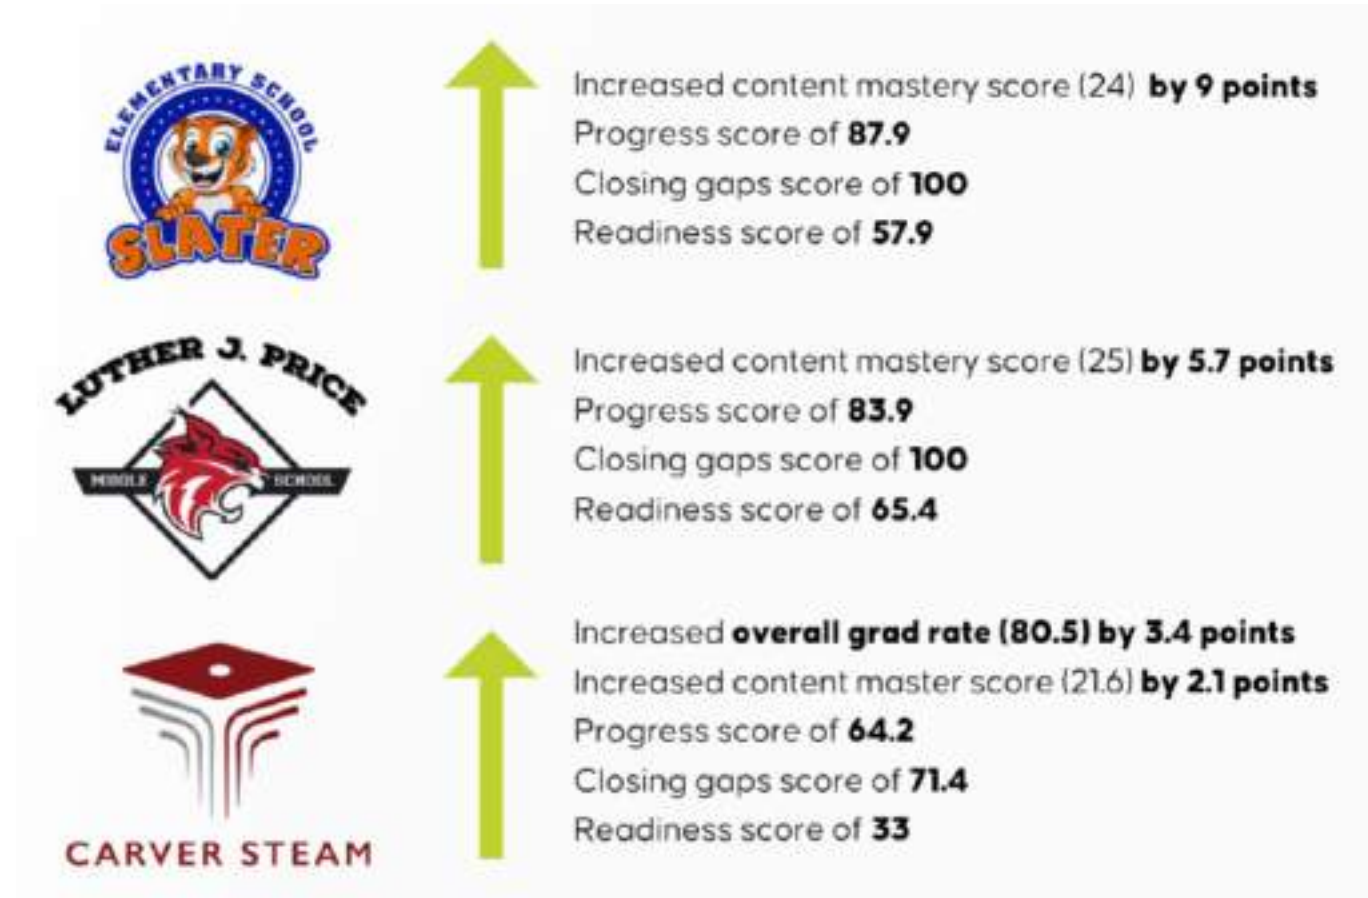 ELEMENTARY SCHOOL
SLATER
Increased content mastery score (24) by 9 points
Progress score of 87.9
Closing gaps score of 100
Readiness score of 57.9
LUTHER J. PRICE
MIDDLE SCHOOL
Increased content mastery score (25) by 5.7 points
Progress score of 83.9
Closing gaps score of 100
Readiness score of 65.4
CARVER STEAM
Increased overall grad rate (80.5) by 3.4 points
Increased content master score (21.6) by 2.1 points
Progress score of 64.2
Closing gaps score of 71.4
Readiness score of 33